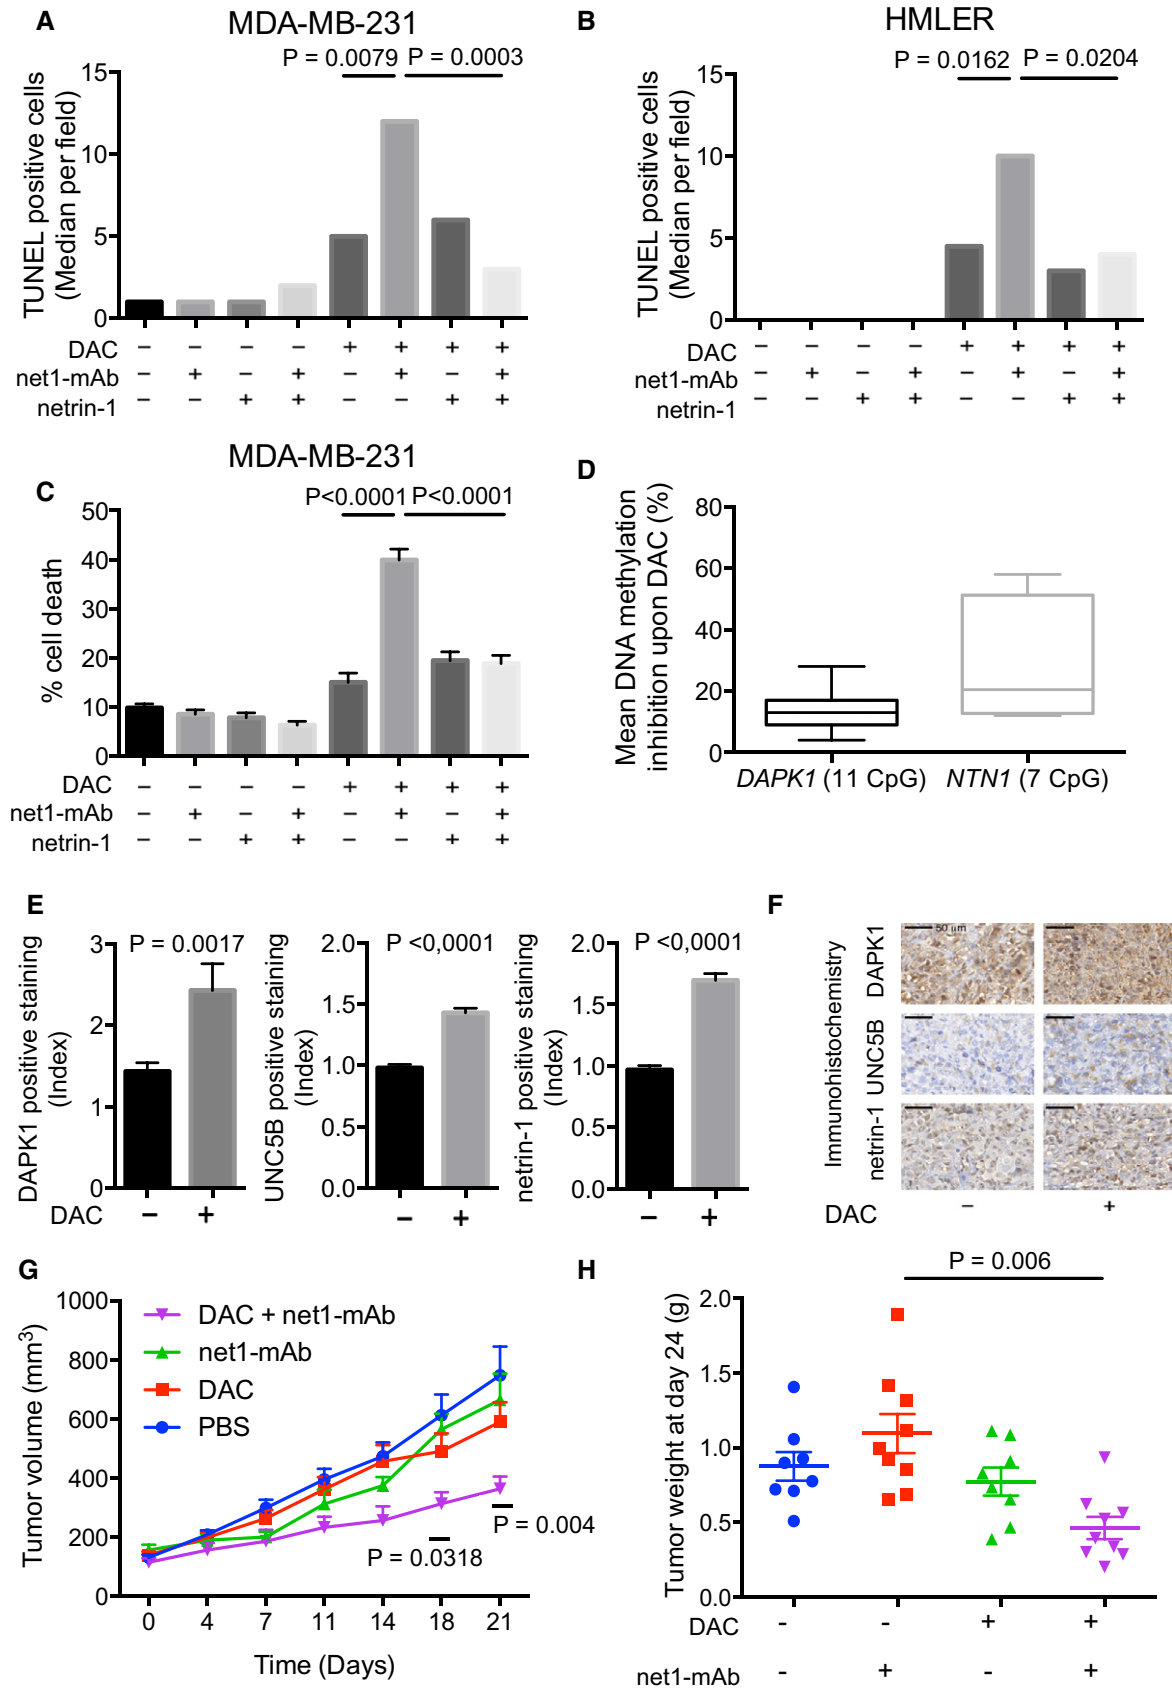 A
MDA-MB-231
P = 0.0079 P = 0.0003
TUNEL positive cells
(Median per field)
15
10
5
0
DAC – – – – + + + +
net1-mAb – + – + – + – +
netrin-1 – – + + – – + +
B
HMLER
P = 0.0162 P = 0.0204
TUNEL positive cells
(Median per field)
15
10
5
0
DAC – – – – + + + +
net1-mAb – + – + – + – +
netrin-1 – – + + – – + +
C
MDA-MB-231
P<0.0001 P<0.0001
% cell death
50
40
30
20
10
0
DAC – – – – + + + +
net1-mAb – + – + – + – +
netrin-1 – – + + – – + +
D
Mean DNA methylation
inhibition upon DAC (%)
80
60
40
20
0
DAPK1 (11 CpG) NTN1 (7 CpG)
E
P = 0.0017
DAPK1 positive staining
(Index)
3
2
1
0
DAC – +
P <0,0001
UNC5B positive staining
(Index)
2.0
1.5
1.0
0.5
0.0
– +
P <0,0001
netrin-1 positive staining
(Index)
2.0
1.5
1.0
0.5
0.0
– +
F
Immunohistochemistry
DAPK1
UNC5B
netrin-1
50 µm
DAC – +
G
Tumor volume (mm³)
1000
800
600
400
200
0
DAC + net1-mAb
net1-mAb
DAC
PBS
P = 0.004
P = 0.0318
0 4 7 11 14 18 21
Time (Days)
H
P = 0.006
Tumor weight at day 24 (g)
2.0
1.5
1.0
0.5
0.0
DAC - - + +
net1-mAb - + - +